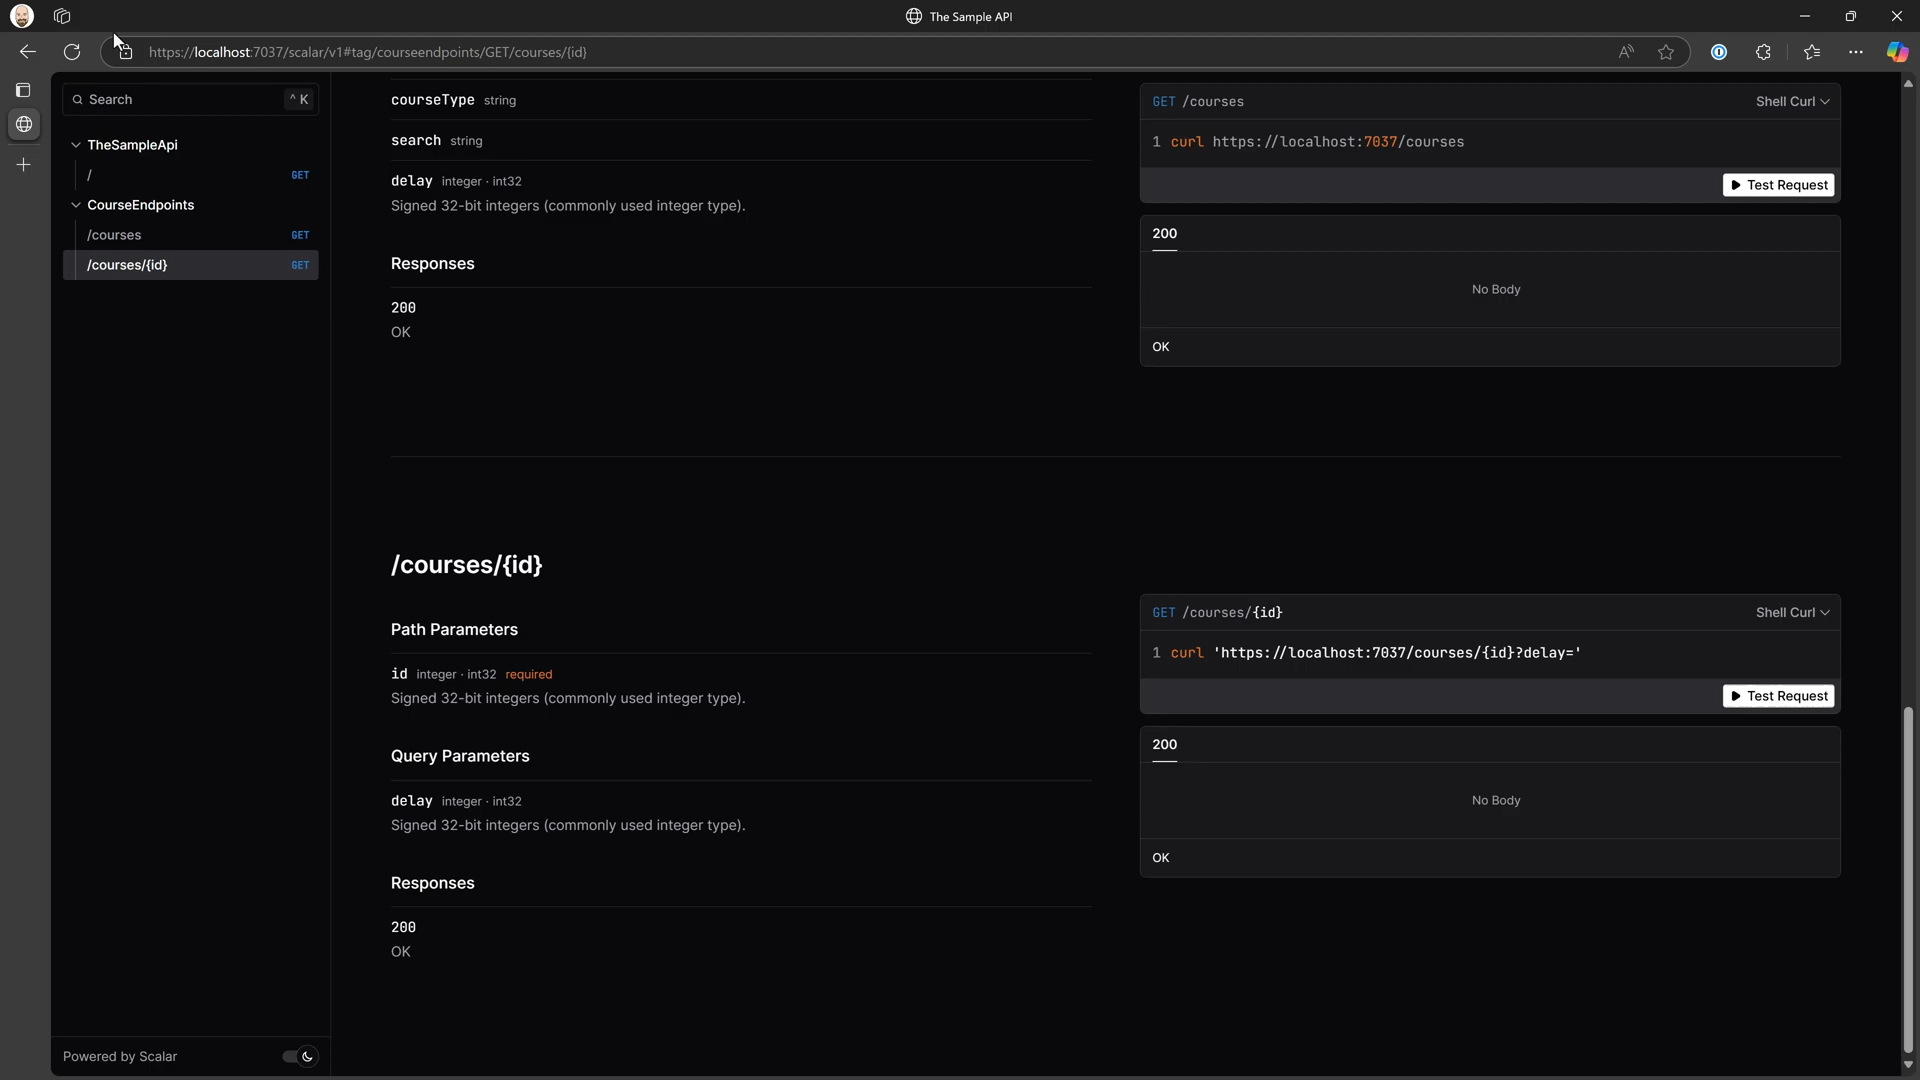 The Sample API
https://localhost:7037/scalar/v1#tag/courseendpoints/GET/courses/{id}
Search ^ K
TheSampleApi
/ GET
CourseEndpoints
/courses GET
/courses/{id} GET
Powered by Scalar
courseType string
search string
delay integer · int32
Signed 32-bit integers (commonly used integer type).
Responses
200
OK
GET /courses Shell Curl
1 curl https://localhost:7037/courses
Test Request
200
No Body
OK
/courses/{id}
Path Parameters
id integer · int32 required
Signed 32-bit integers (commonly used integer type).
Query Parameters
delay integer · int32
Signed 32-bit integers (commonly used integer type).
Responses
200
OK
GET /courses/{id} Shell Curl
1 curl 'https://localhost:7037/courses/{id}?delay='
Test Request
200
No Body
OK